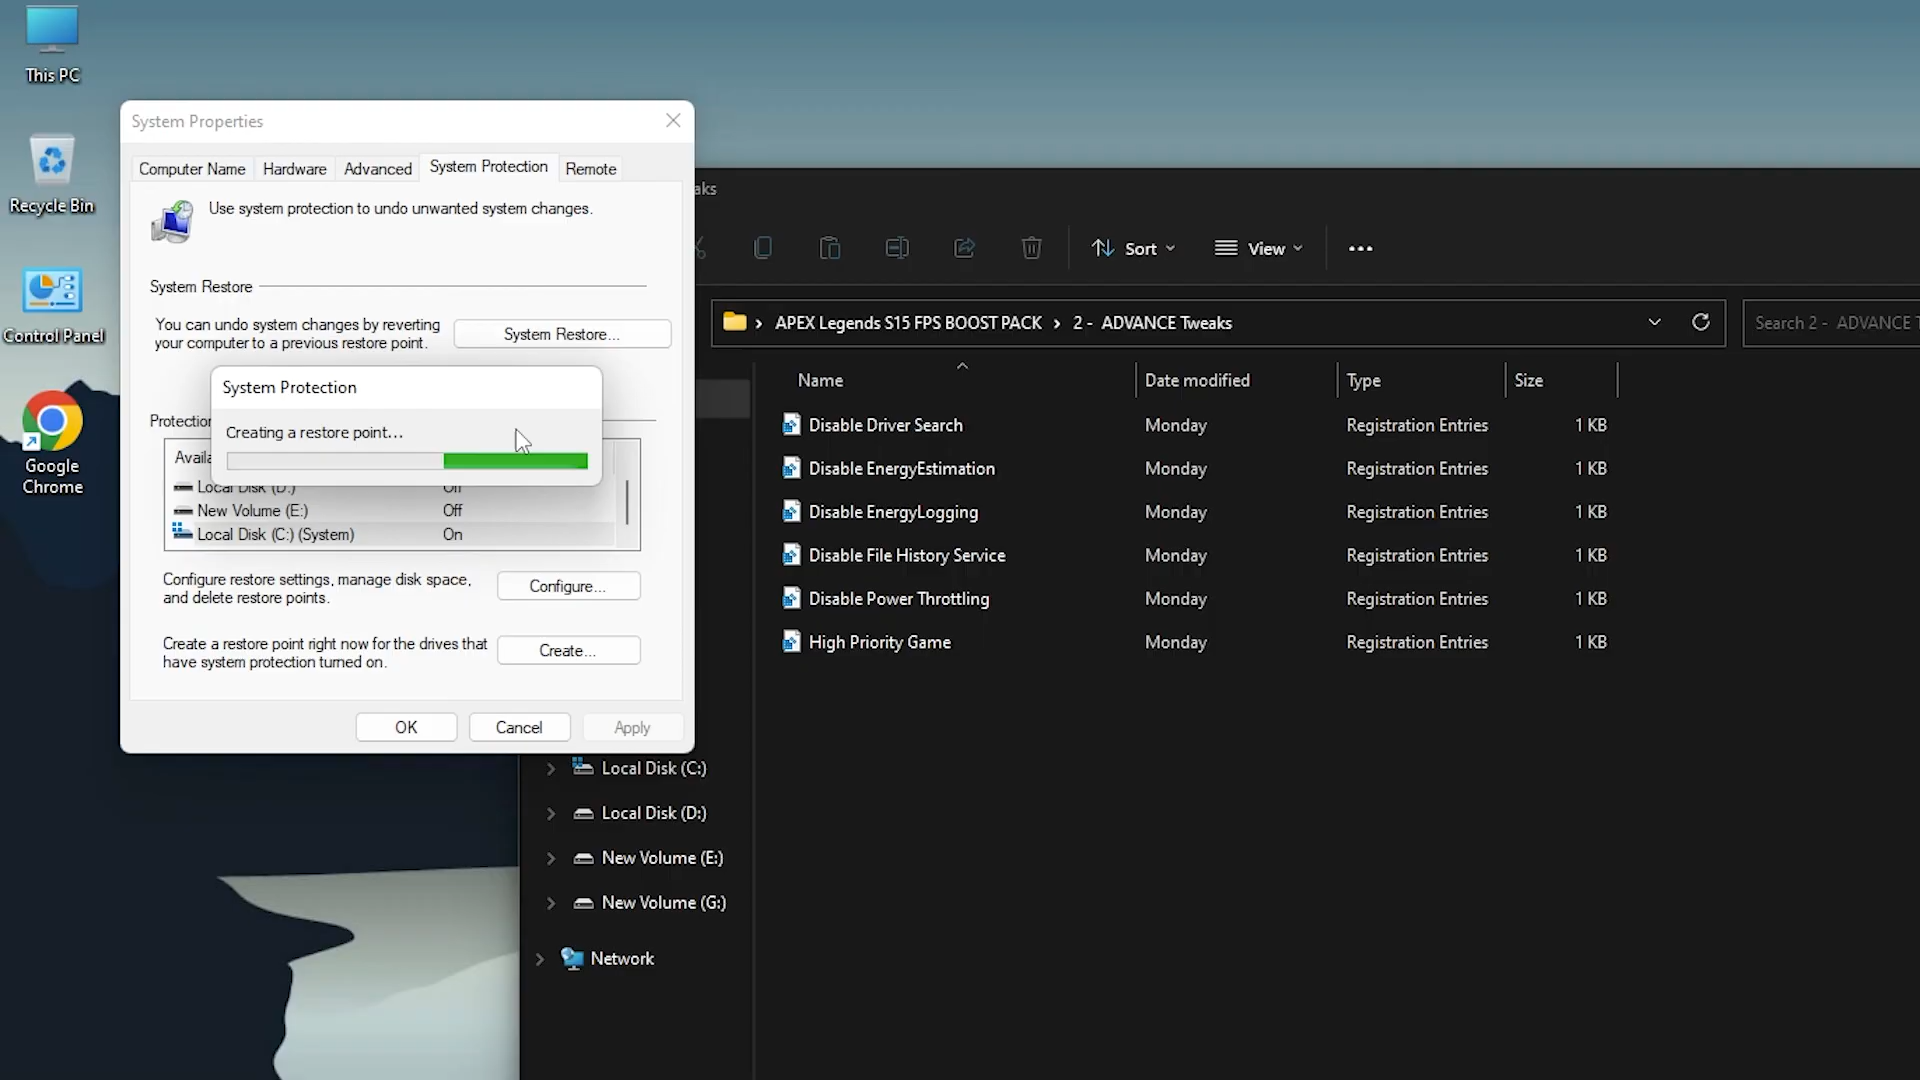 This PC
Recycle Bin
Control Panel
Google
Chrome
System Properties
Computer Name
Hardware
Advanced
System Protection
Remote
Use system protection to undo unwanted system changes.
System Restore
You can undo system changes by reverting
your computer to a previous restore point.
System Restore...
System Protection
Creating a restore point...
Protection
Availa
Local Disk (D:) Off
New Volume (E:) Off
Local Disk (C:) (System) On
Configure restore settings, manage disk space,
and delete restore points.
Configure...
Create a restore point right now for the drives that
have system protection turned on.
Create...
OK
Cancel
Apply
aks
Sort
View
APEX Legends S15 FPS BOOST PACK › 2 - ADVANCE Tweaks
Search 2 - ADVANCE T
Name Date modified Type Size
Disable Driver Search Monday Registration Entries 1 KB
Disable EnergyEstimation Monday Registration Entries 1 KB
Disable EnergyLogging Monday Registration Entries 1 KB
Disable File History Service Monday Registration Entries 1 KB
Disable Power Throttling Monday Registration Entries 1 KB
High Priority Game Monday Registration Entries 1 KB
Local Disk (C:)
Local Disk (D:)
New Volume (E:)
New Volume (G:)
Network